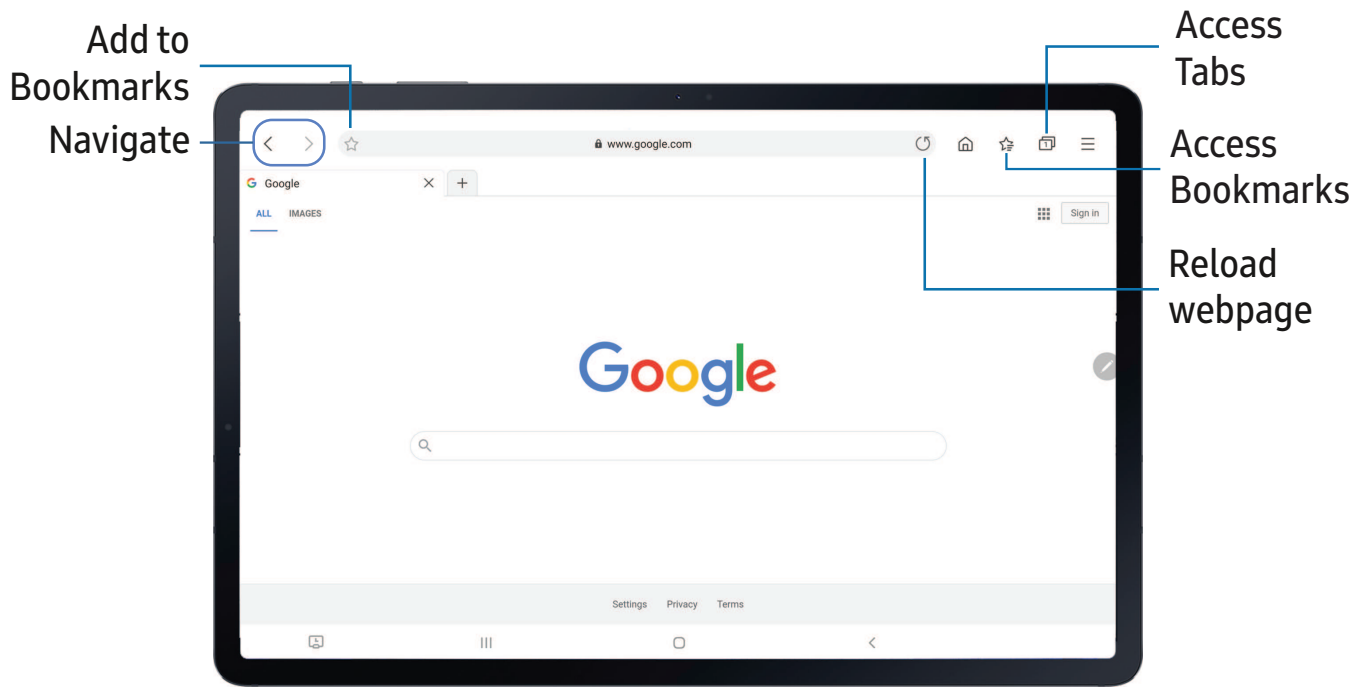 Add to
Bookmarks
Navigate
Access
Tabs
Access
Bookmarks
Reload
webpage
www.google.com
1
G Google
ALL IMAGES
Sign in
Google
Settings Privacy Terms